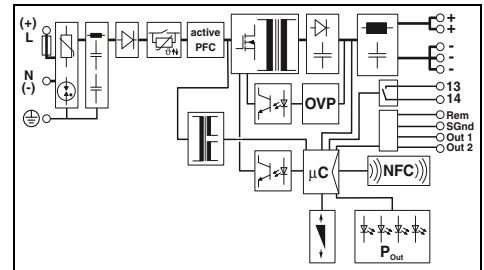 (+)
L
N
(-)
ϑ
active
PFC
OVP
μC
NFC
P Out
+
+
-
-
-
13
14
Rem
SGnd
Out 1
Out 2